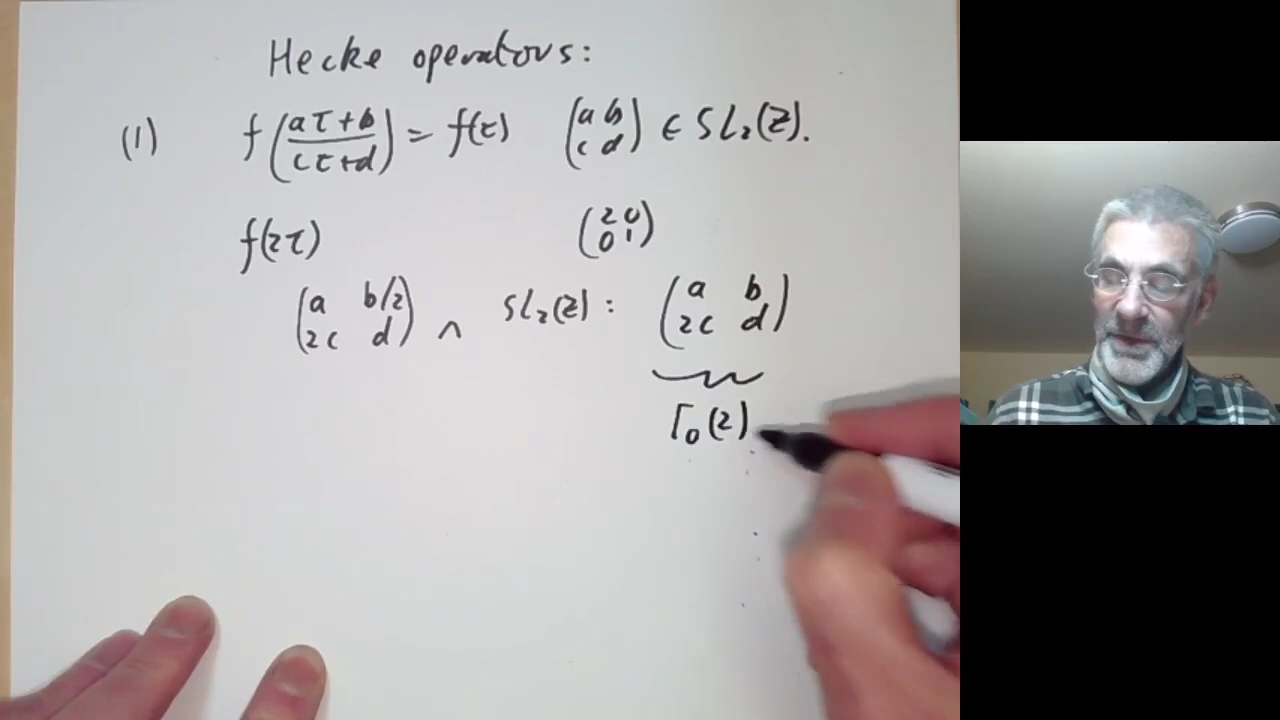 Hecke operators:
(1) f(aτ+b / cτ+d) = f(τ) (a b / c d) ∈ SL₂(Z).
f(2τ) (2 0 / 0 1)
(a b/2 / 2c d) ∩ SL₂(Z): (a b / 2c d)
Γ₀(2)